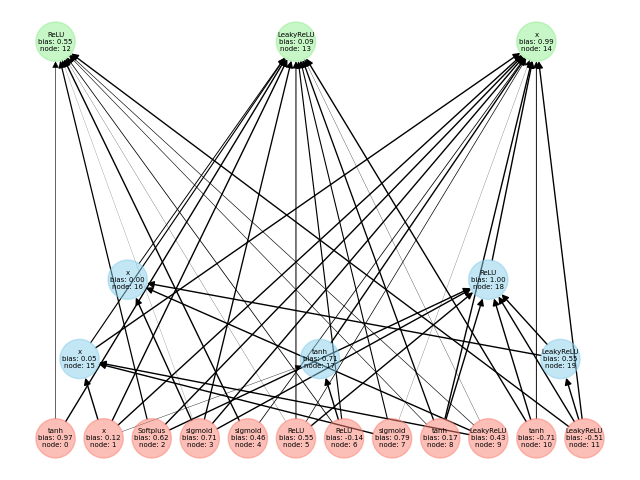 ReLU
bias: 0.55
node: 12
LeakyReLU
bias: 0.09
node: 13
x
bias: 0.99
node: 14
x
bias: 0.00
node: 16
ReLU
bias: 1.00
node: 18
x
bias: 0.05
node: 15
tanh
bias: 0.71
node: 17
LeakyReLU
bias: 0.55
node: 19
tanh
bias: 0.97
node: 0
x
bias: 0.12
node: 1
Softplus
bias: 0.62
node: 2
sigmoid
bias: 0.71
node: 3
sigmoid
bias: 0.46
node: 4
ReLU
bias: 0.55
node: 5
ReLU
bias: -0.14
node: 6
sigmoid
bias: 0.79
node: 7
tanh
bias: 0.17
node: 8
LeakyReLU
bias: 0.43
node: 9
tanh
bias: -0.71
node: 10
LeakyReLU
bias: -0.51
node: 11